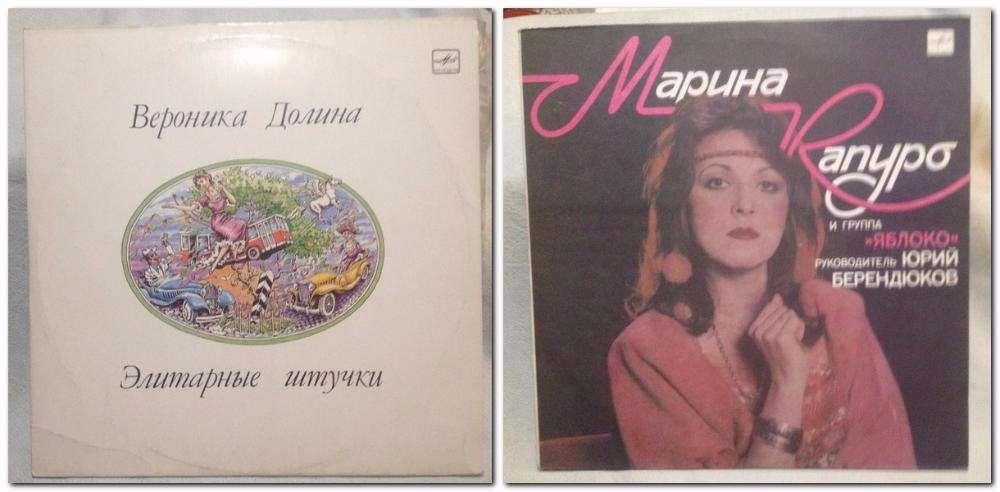 Вероника Долина
Элитарные штучки
Марина
Капуро
И ГРУППА
»ЯБЛОКО«
РУКОВОДИТЕЛЬ ЮРИЙ
БЕРЕНДЮКОВ